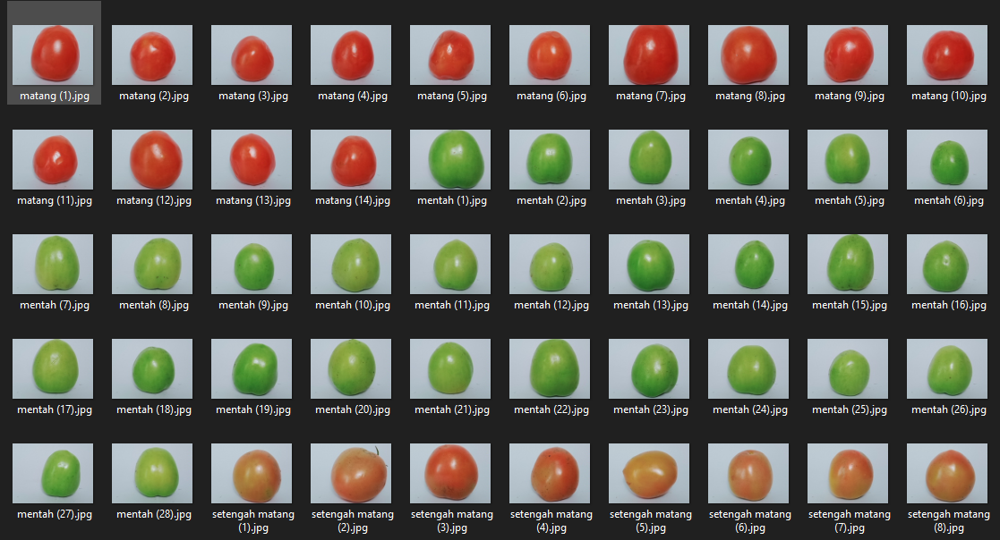 matang (1).jpg
matang (2).jpg
matang (3).jpg
matang (4).jpg
matang (5).jpg
matang (6).jpg
matang (7).jpg
matang (8).jpg
matang (9).jpg
matang (10).jpg
matang (11).jpg
matang (12).jpg
matang (13).jpg
matang (14).jpg
mentah (1).jpg
mentah (2).jpg
mentah (3).jpg
mentah (4).jpg
mentah (5).jpg
mentah (6).jpg
mentah (7).jpg
mentah (8).jpg
mentah (9).jpg
mentah (10).jpg
mentah (11).jpg
mentah (12).jpg
mentah (13).jpg
mentah (14).jpg
mentah (15).jpg
mentah (16).jpg
mentah (17).jpg
mentah (18).jpg
mentah (19).jpg
mentah (20).jpg
mentah (21).jpg
mentah (22).jpg
mentah (23).jpg
mentah (24).jpg
mentah (25).jpg
mentah (26).jpg
mentah (27).jpg
mentah (28).jpg
setengah matang
(1).jpg
setengah matang
(2).jpg
setengah matang
(3).jpg
setengah matang
(4).jpg
setengah matang
(5).jpg
setengah matang
(6).jpg
setengah matang
(7).jpg
setengah matang
(8).jpg